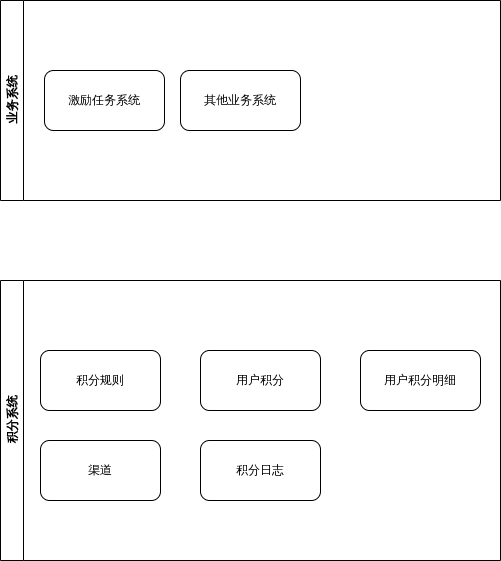 业务系统
激励任务系统
其他业务系统
积分系统
积分规则
用户积分
用户积分明细
渠道
积分日志